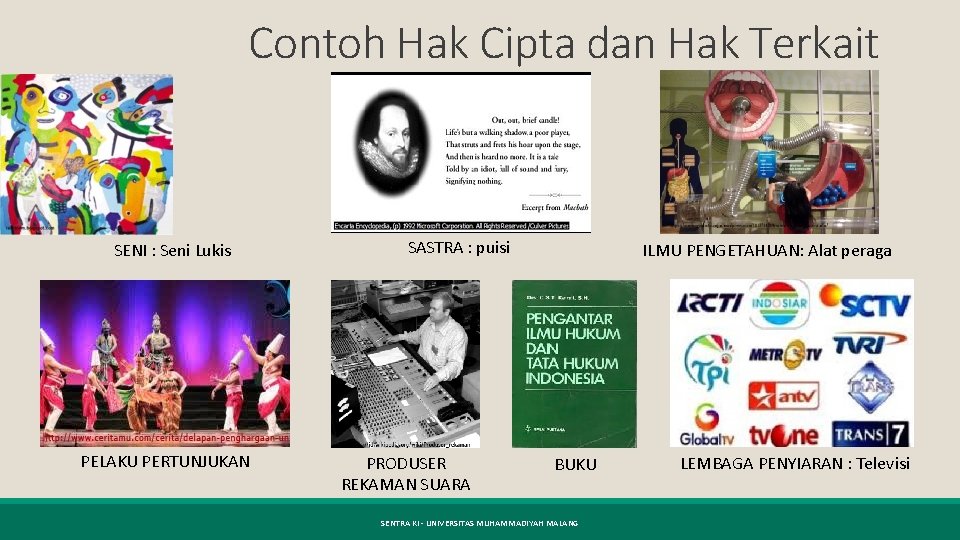 Contoh Hak Cipta dan Hak Terkait
Out, out, brief candle!
Life's but a walking shadow, a poor player,
That struts and frets his hour upon the stage,
And then is heard no more. It is a tale
Told by an idiot, full of sound and fury,
Signifying nothing.
Excerpt from Macbeth
Encarta Encyclopedia, (p) 1992 Microsoft Corporation. All Rights Reserved /Culver Pictures
SENI : Seni Lukis
SASTRA : puisi
ILMU PENGETAHUAN: Alat peraga
http://www.ceritamu.com/cerita/delapan-penghargaan-un
PENGANTAR
ILMU HUKUM
DAN
TATA HUKUM
INDONESIA
RCTI
INDOSIAR
SCTV
TPI
METRO TV
TVRI
TRANS
antv
GlobalTV
tvOne
TRANS 7
PELAKU PERTUNJUKAN
PRODUSER
REKAMAN SUARA
BUKU
LEMBAGA PENYIARAN : Televisi
SENTRA KI - UNIVERSITAS MUHAMMADIYAH MALANG